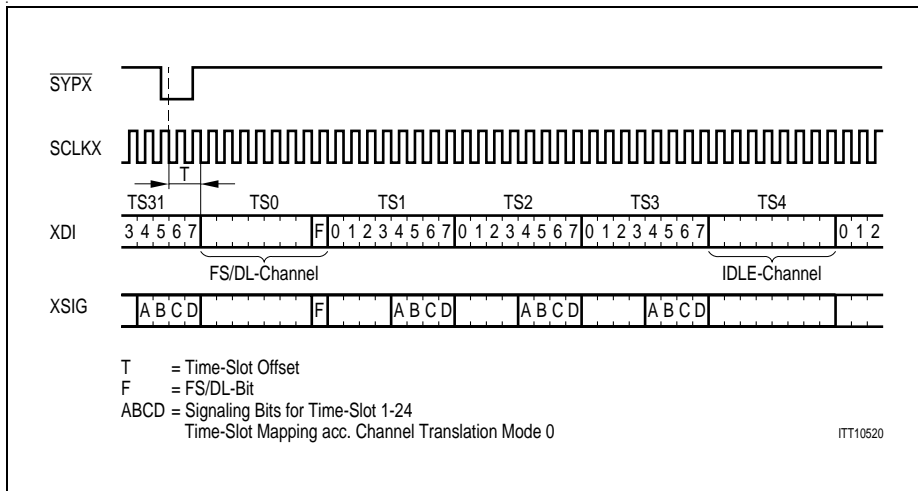 SYPX
SCLKX
T
TS31 TS0 TS1 TS2 TS3 TS4
XDI 3 4 5 6 7 F 0 1 2 3 4 5 6 7 0 1 2 3 4 5 6 7 0 1 2 3 4 5 6 7 0 1 2
FS/DL-Channel IDLE-Channel
XSIG A B C D F A B C D A B C D A B C D
T = Time-Slot Offset
F = FS/DL-Bit
ABCD = Signaling Bits for Time-Slot 1-24
Time-Slot Mapping acc. Channel Translation Mode 0
ITT10520